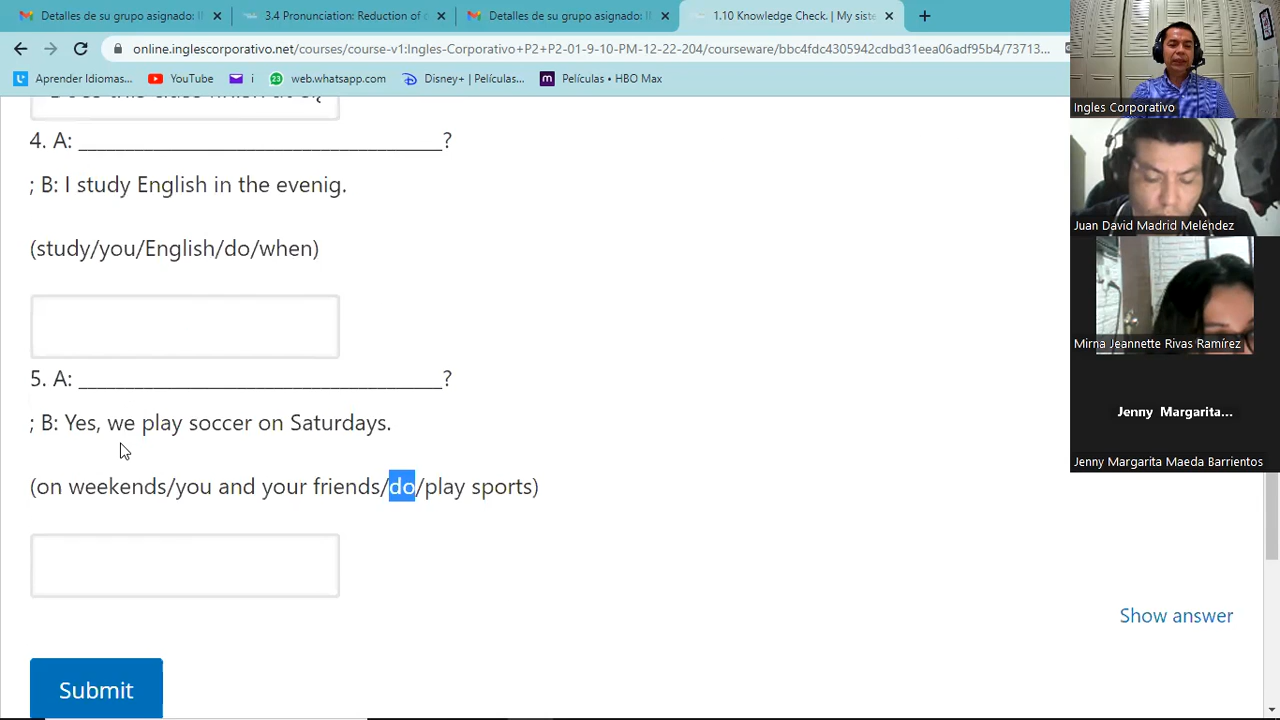 Detalles de su grupo asignado: I
3.4 Pronunciation: Reduction of
Detalles de su grupo asignado: I
1.10 Knowledge Check. | My sist
online.inglescorporativo.net/courses/course-v1:Ingles-Corporativo+P2+P2-01-9-10-PM-12-22-204/courseware/
Aprender Idiomas...
YouTube
i
web.whatsapp.com
Disney+ | Películas...
Películas • HBO Max
4. A: ___________________________________?
; B: I study English in the evenig.
(study/you/English/do/when)
5. A: ___________________________________?
; B: Yes, we play soccer on Saturdays.
(on weekends/you and your friends/do/play sports)
Show answer
Submit
Ingles Corporativo
Juan David Madrid Meléndez
Mirna Jeannette Rivas Ramírez
Jenny Margarita...
Jenny Margarita Maeda Barrientos